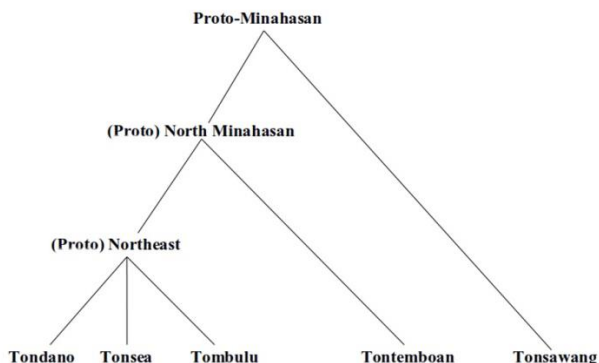 Proto-Minahasan
(Proto) North Minahasan
(Proto) Northeast
Tondano Tonsea Tombulu Tontemboan Tonsawang